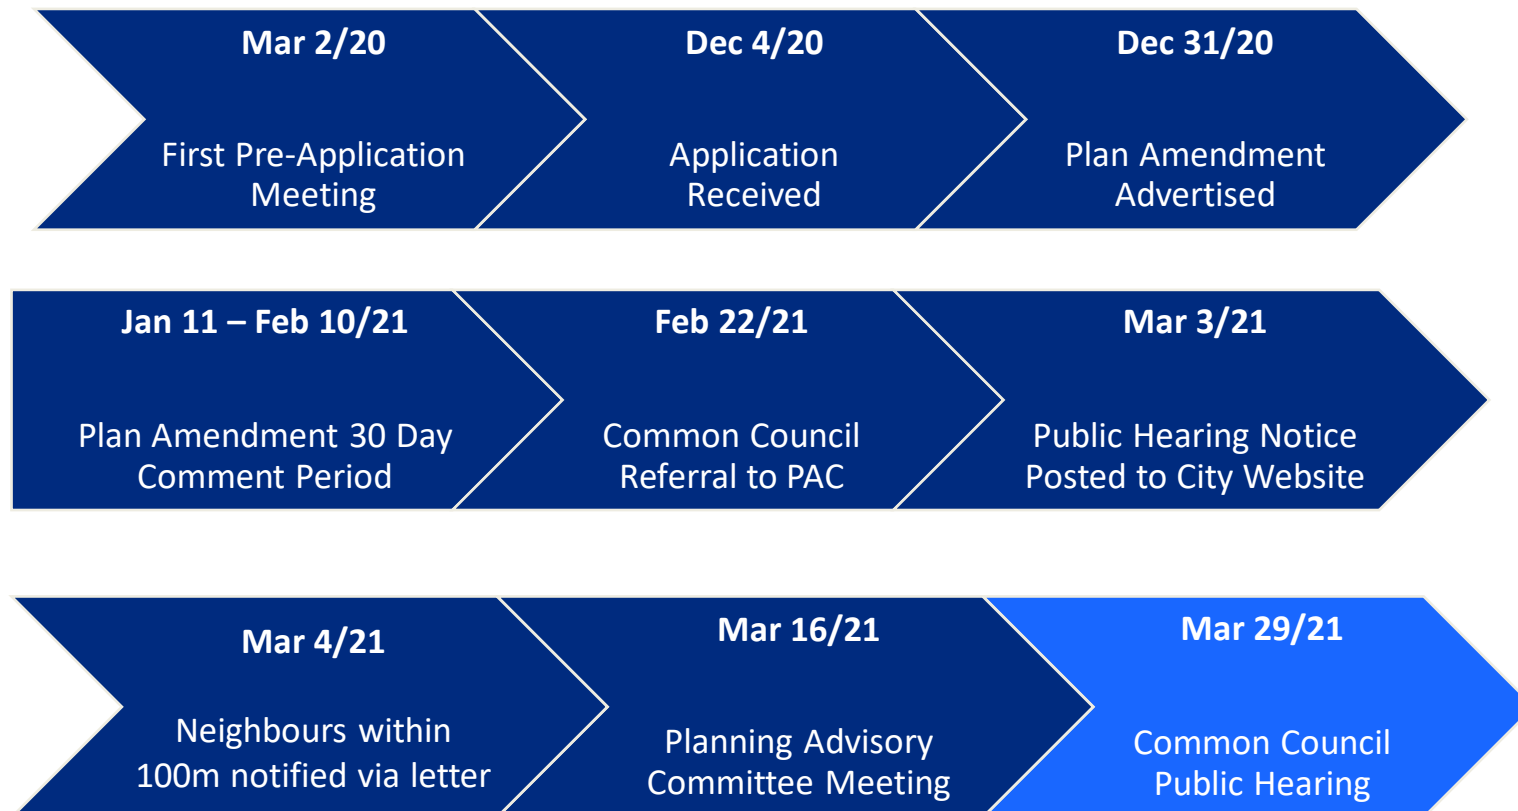 Mar 2/20
First Pre-Application
Meeting
Dec 4/20
Application
Received
Dec 31/20
Plan Amendment
Advertised
Jan 11 – Feb 10/21
Plan Amendment 30 Day
Comment Period
Feb 22/21
Common Council
Referral to PAC
Mar 3/21
Public Hearing Notice
Posted to City Website
Mar 4/21
Neighbours within
100m notified via letter
Mar 16/21
Planning Advisory
Committee Meeting
Mar 29/21
Common Council
Public Hearing